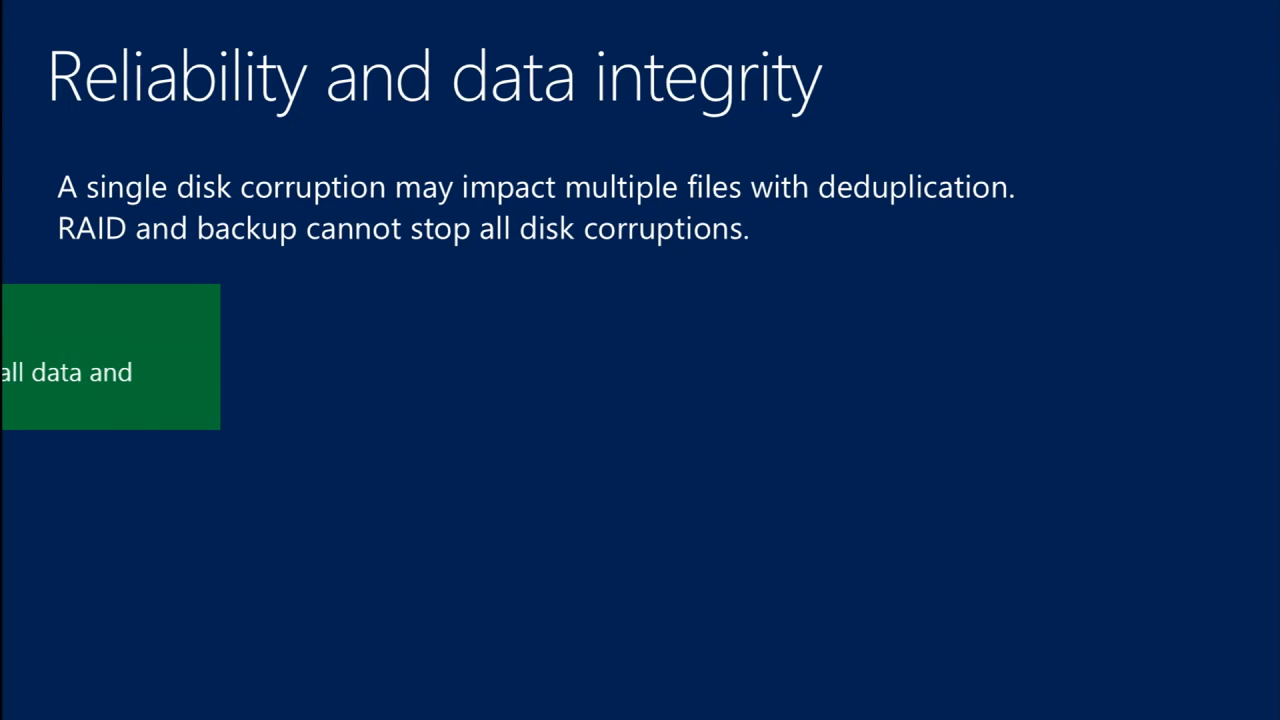 Reliability and data integrity
A single disk corruption may impact multiple files with deduplication.
RAID and backup cannot stop all disk corruptions.
all data and